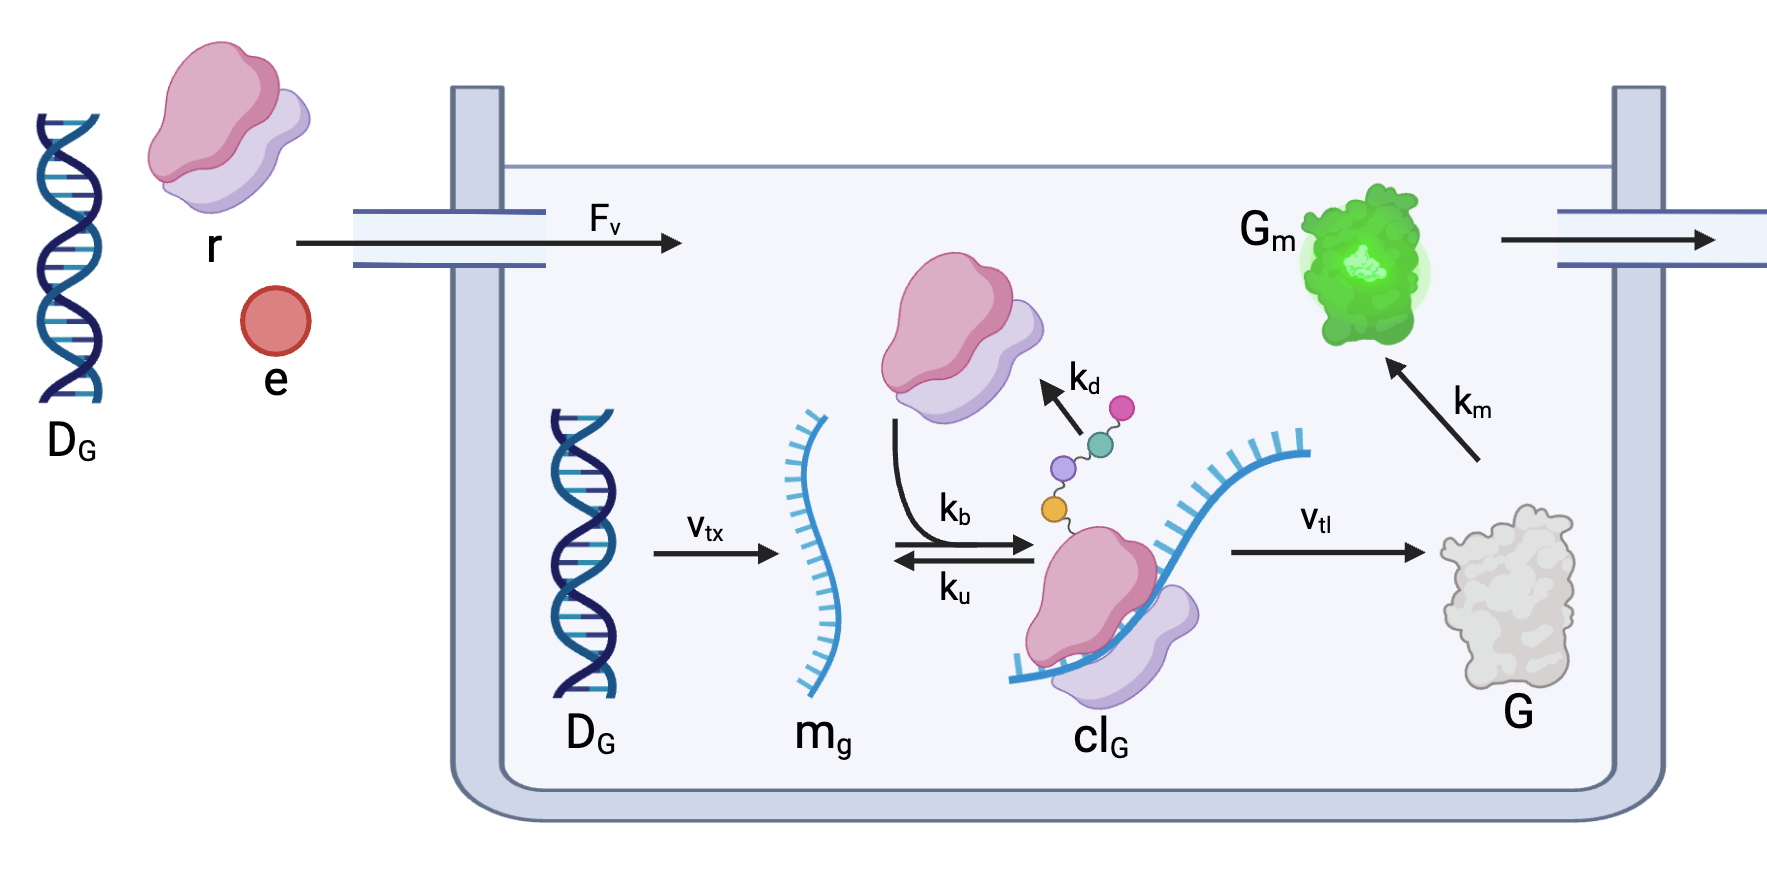 r
e
D_G
F_v
G_m
k_d
k_m
k_b
v_tx
v_tl
k_u
D_G
m_g
cl_G
G